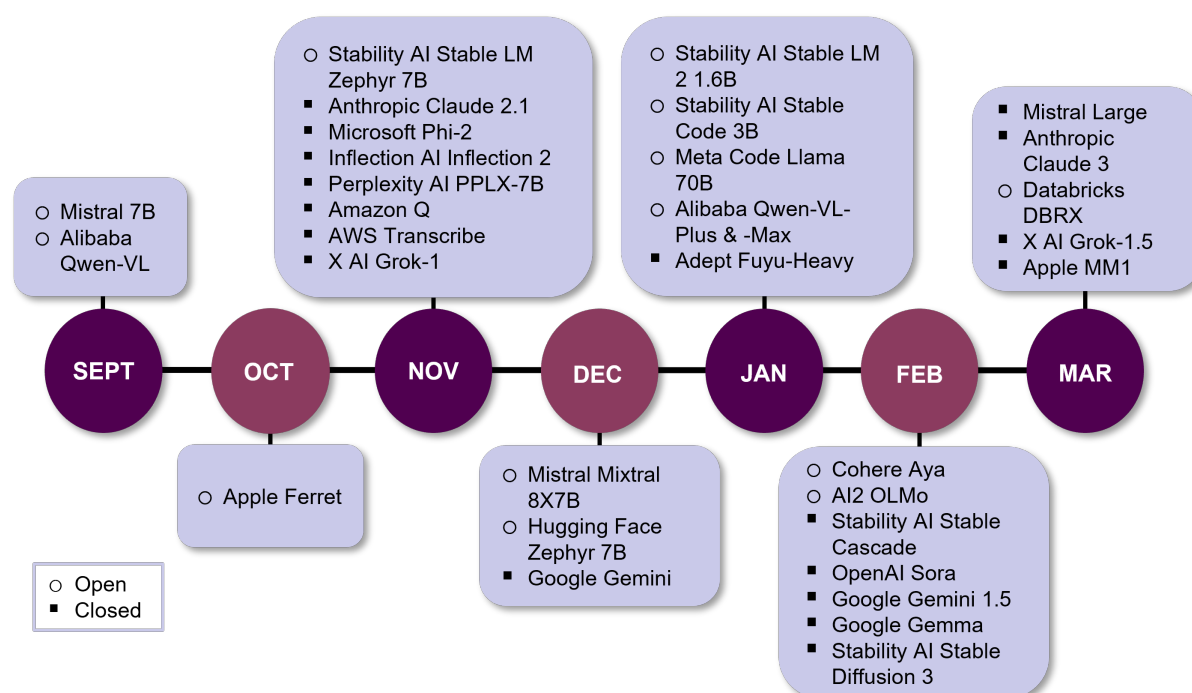 Stability AI Stable LM
Zephyr 7B
Anthropic Claude 2.1
Microsoft Phi-2
Inflection AI Inflection 2
Perplexity AI PPLX-7B
Amazon Q
AWS Transcribe
X AI Grok-1
Stability AI Stable LM
2 1.6B
Stability AI Stable
Code 3B
Meta Code Llama
70B
Alibaba Qwen-VL-
Plus & -Max
Adept Fuyu-Heavy
Mistral Large
Anthropic
Claude 3
Databricks
DBRX
X AI Grok-1.5
Apple MM1
Mistral 7B
Alibaba
Qwen-VL
SEPT
OCT
NOV
DEC
JAN
FEB
MAR
Apple Ferret
Mistral Mixtral
8X7B
Hugging Face
Zephyr 7B
Google Gemini
Cohere Aya
AI2 OLMo
Stability AI Stable
Cascade
OpenAI Sora
Google Gemini 1.5
Google Gemma
Stability AI Stable
Diffusion 3
Open
Closed